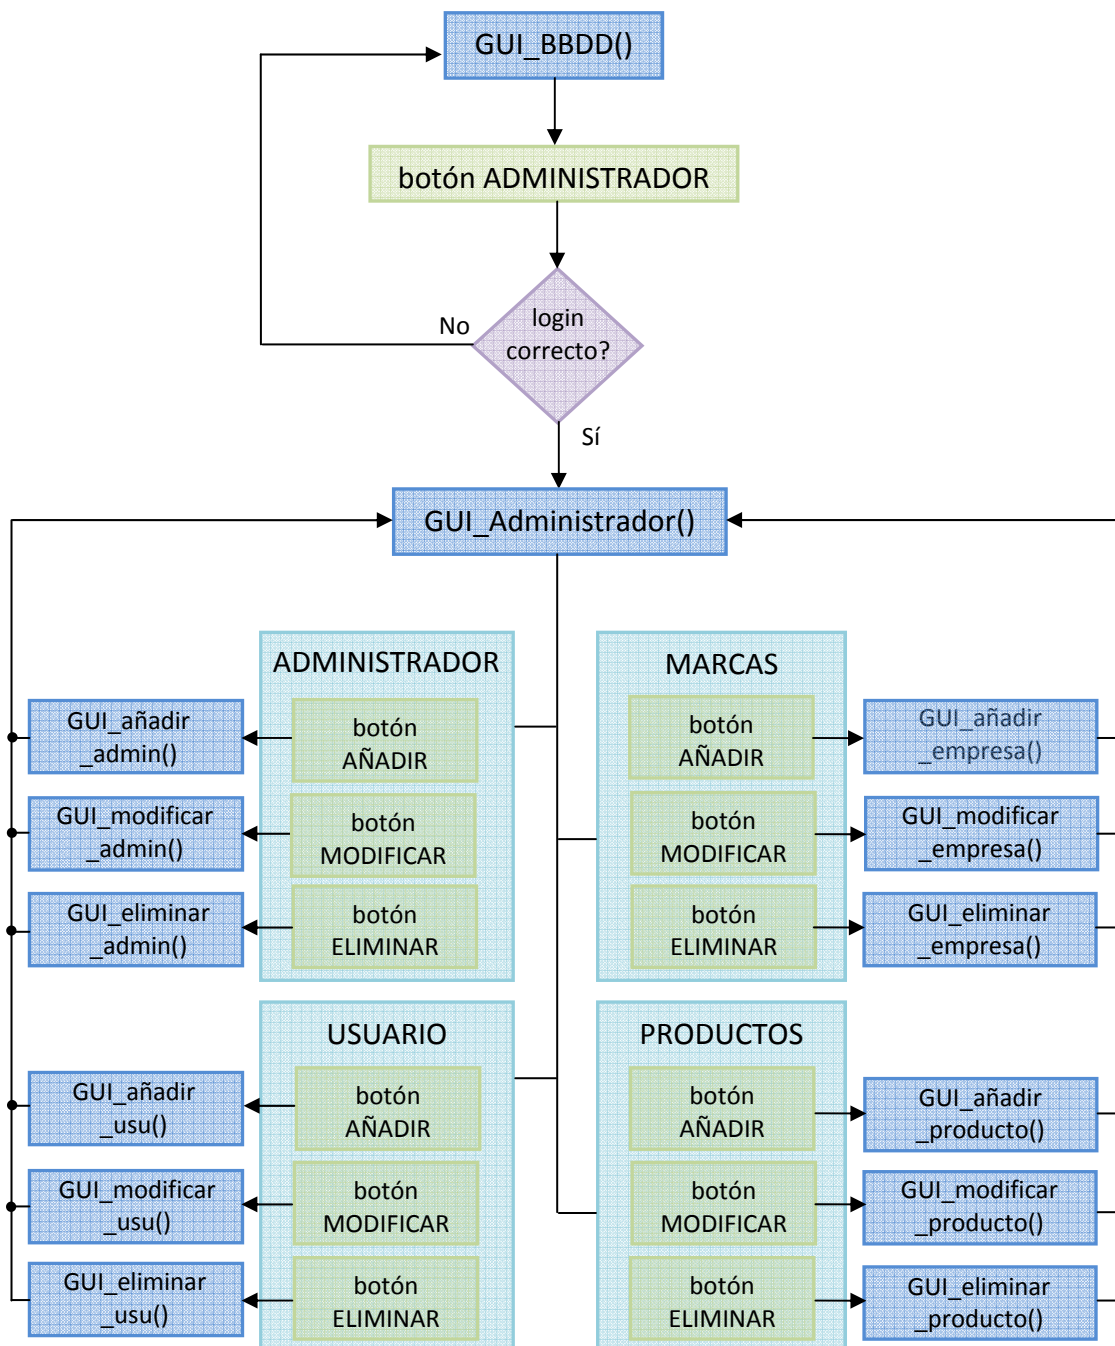 GUI_BBDD()
botón ADMINISTRADOR
login
correcto?
No
Sí
GUI_Administrador()
ADMINISTRADOR
botón
AÑADIR
botón
MODIFICAR
botón
ELIMINAR
GUI_añadir
_admin()
GUI_modificar
_admin()
GUI_eliminar
_admin()
MARCAS
botón
AÑADIR
botón
MODIFICAR
botón
ELIMINAR
GUI_añadir
_empresa()
GUI_modificar
_empresa()
GUI_eliminar
_empresa()
USUARIO
botón
AÑADIR
botón
MODIFICAR
botón
ELIMINAR
GUI_añadir
_usu()
GUI_modificar
_usu()
GUI_eliminar
_usu()
PRODUCTOS
botón
AÑADIR
botón
MODIFICAR
botón
ELIMINAR
GUI_añadir
_producto()
GUI_modificar
_producto()
GUI_eliminar
_producto()